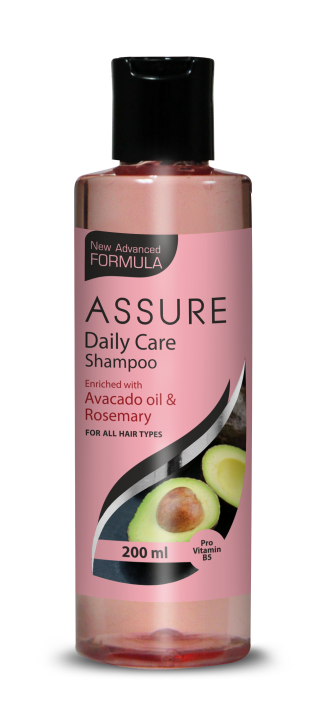 New Advanced
FORMULA
ASSURE
Daily Care
Shampoo
Enriched with
Avacado oil &
Rosemary
FOR ALL HAIR TYPES
200 ml
Pro
Vitamin
B5